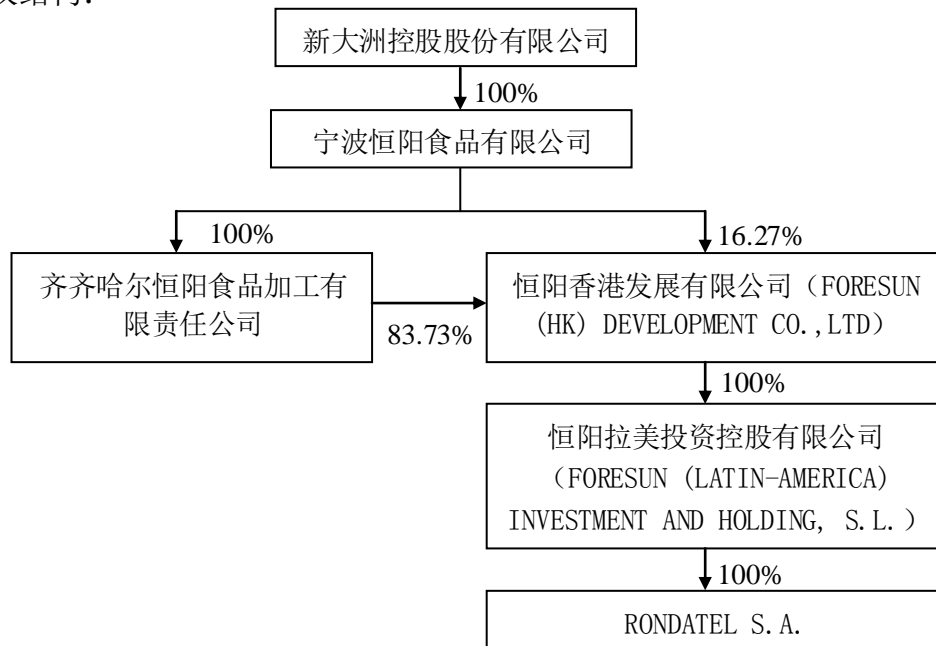 新大洲控股股份有限公司
100%
宁波恒阳食品有限公司
100%
16.27%
齐齐哈尔恒阳食品加工有
限责任公司
83.73%
恒阳香港发展有限公司（FORESUN
(HK) DEVELOPMENT CO.,LTD）
100%
恒阳拉美投资控股有限公司
（FORESUN (LATIN-AMERICA)
INVESTMENT AND HOLDING, S.L.）
100%
RONDATEL S.A.